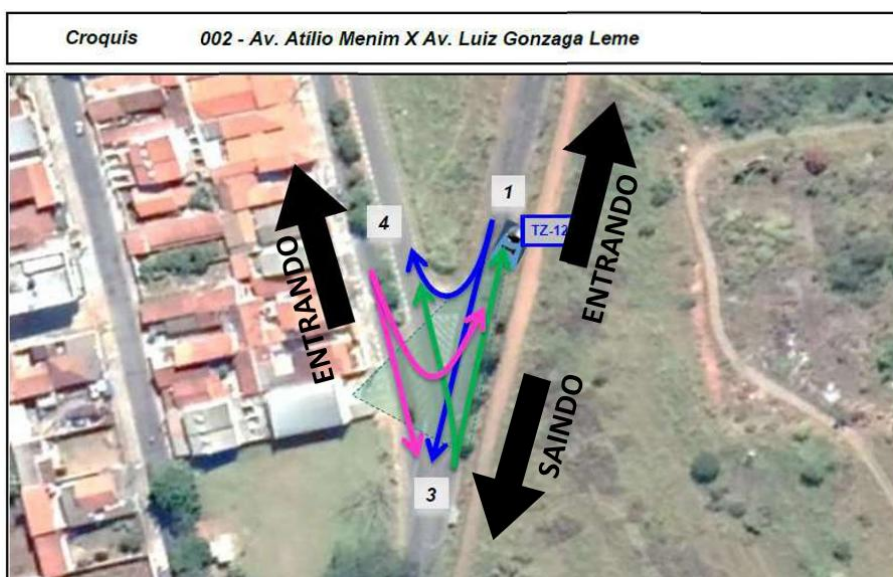 Croquis 002 - Av. Atílio Menim X Av. Luiz Gonzaga Leme
1
4
TZ-12
ENTRANDO
ENTRANDO
SAINDO
3